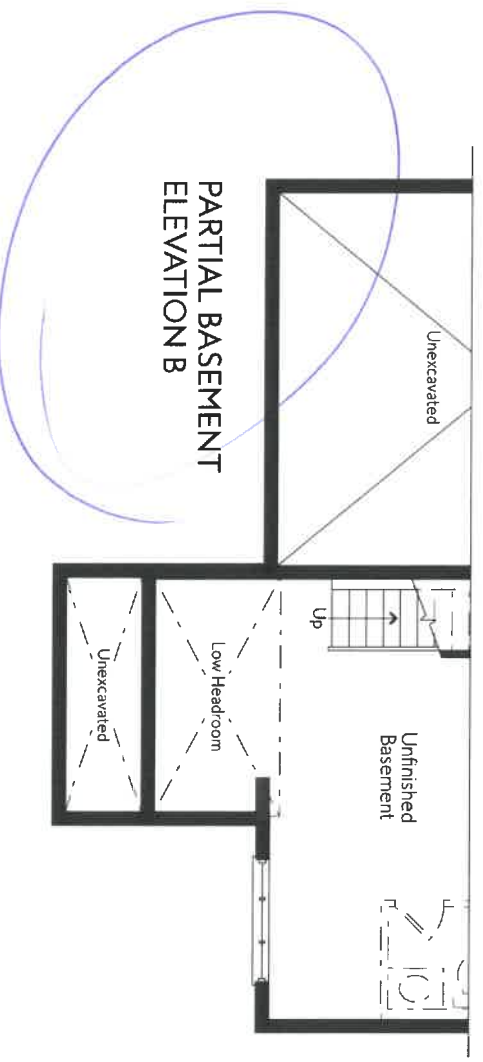 PARTIAL BASEMENT
ELEVATION B
Unexcavated
Up
Unfinished
Basement
Low Headroom
Unexcavated